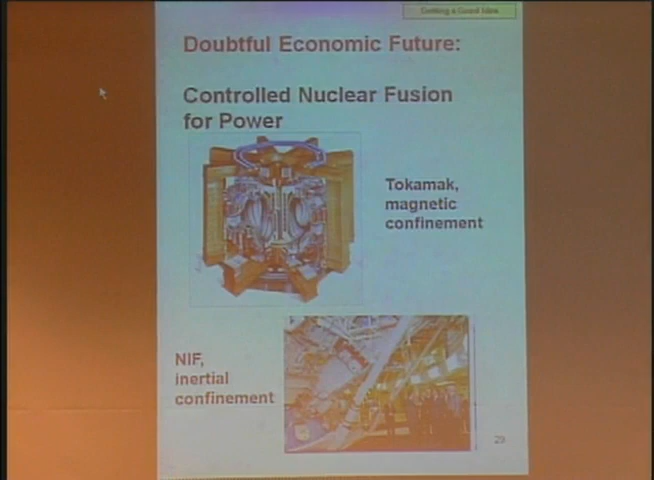 Getting a Good Idea
Doubtful Economic Future:
Controlled Nuclear Fusion
for Power
Tokamak,
magnetic
confinement
NIF,
inertial
confinement
29